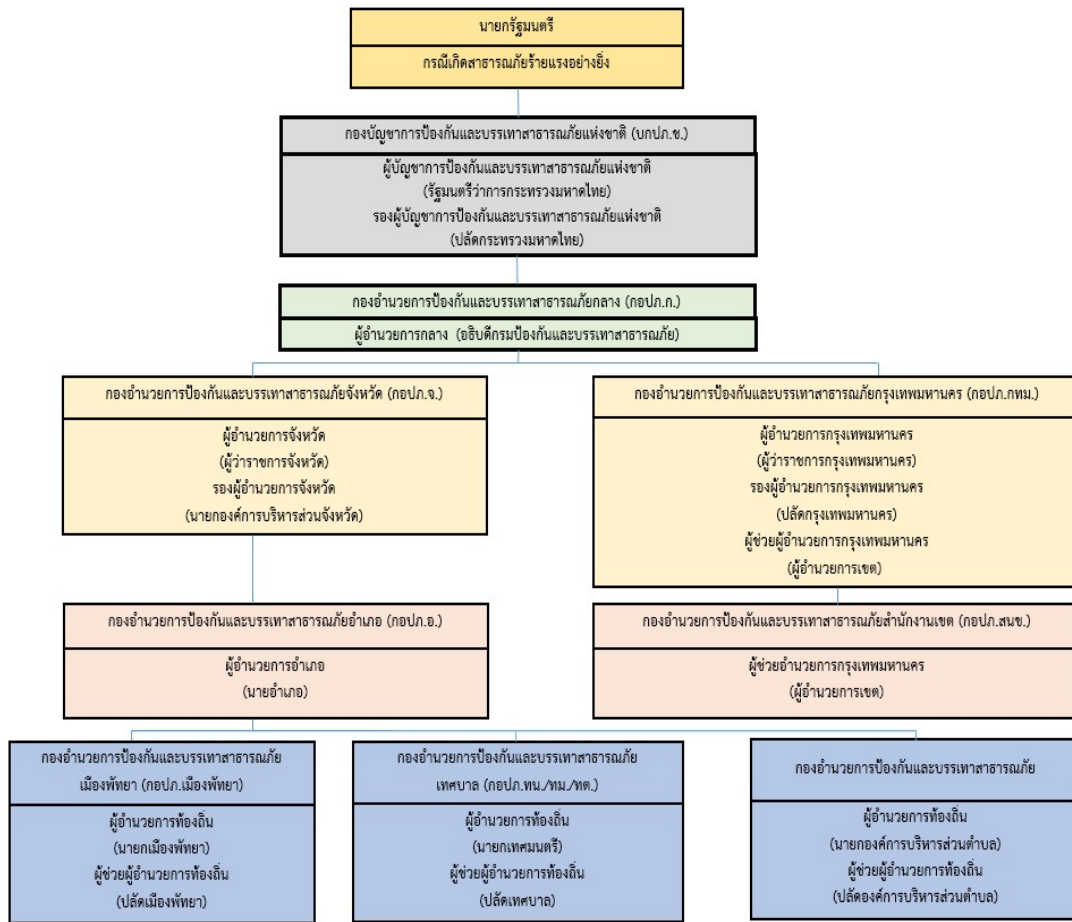 นายกรัฐมนตรี
กรณีเกิดสาธารณภัยร้ายแรงอย่างยิ่ง
กองบัญชาการป้องกันและบรรเทาสาธารณภัยแห่งชาติ (บกปภ.ช.)
ผู้บัญชาการป้องกันและบรรเทาสาธารณภัยแห่งชาติ
(รัฐมนตรีว่าการกระทรวงมหาดไทย)
รองผู้บัญชาการป้องกันและบรรเทาสาธารณภัยแห่งชาติ
(ปลัดกระทรวงมหาดไทย)
กองอำนวยการป้องกันและบรรเทาสาธารณภัยกลาง (กอปภ.ก.)
ผู้อำนวยการกลาง (อธิบดีกรมป้องกันและบรรเทาสาธารณภัย)
กองอำนวยการป้องกันและบรรเทาสาธารณภัยจังหวัด (กอปภ.จ.)
ผู้อำนวยการจังหวัด
(ผู้ว่าราชการจังหวัด)
รองผู้อำนวยการจังหวัด
(นายกองค์การบริหารส่วนจังหวัด)
กองอำนวยการป้องกันและบรรเทาสาธารณภัยกรุงเทพมหานคร (กอปภ.กทม.)
ผู้อำนวยการกรุงเทพมหานคร
(ผู้ว่าราชการกรุงเทพมหานคร)
รองผู้อำนวยการกรุงเทพมหานคร
(ปลัดกรุงเทพมหานคร)
ผู้ช่วยผู้อำนวยการกรุงเทพมหานคร
(ผู้อำนวยการเขต)
กองอำนวยการป้องกันและบรรเทาสาธารณภัยอำเภอ (กอปภ.อ.)
ผู้อำนวยการอำเภอ
(นายอำเภอ)
กองอำนวยการป้องกันและบรรเทาสาธารณภัยสำนักงานเขต (กอปภ.สนข.)
ผู้ช่วยอำนวยการกรุงเทพมหานคร
(ผู้อำนวยการเขต)
กองอำนวยการป้องกันและบรรเทาสาธารณภัย
เมืองพัทยา (กอปภ.เมืองพัทยา)
ผู้อำนวยการท้องถิ่น
(นายกเมืองพัทยา)
ผู้ช่วยผู้อำนวยการท้องถิ่น
(ปลัดเมืองพัทยา)
กองอำนวยการป้องกันและบรรเทาสาธารณภัย
เทศบาล (กอปภ.ทน./ทม./ทต.)
ผู้อำนวยการท้องถิ่น
(นายกเทศมนตรี)
ผู้ช่วยผู้อำนวยการท้องถิ่น
(ปลัดเทศบาล)
กองอำนวยการป้องกันและบรรเทาสาธารณภัย
ผู้อำนวยการท้องถิ่น
(นายกองค์การบริหารส่วนตำบล)
ผู้ช่วยผู้อำนวยการท้องถิ่น
(ปลัดองค์การบริหารส่วนตำบล)